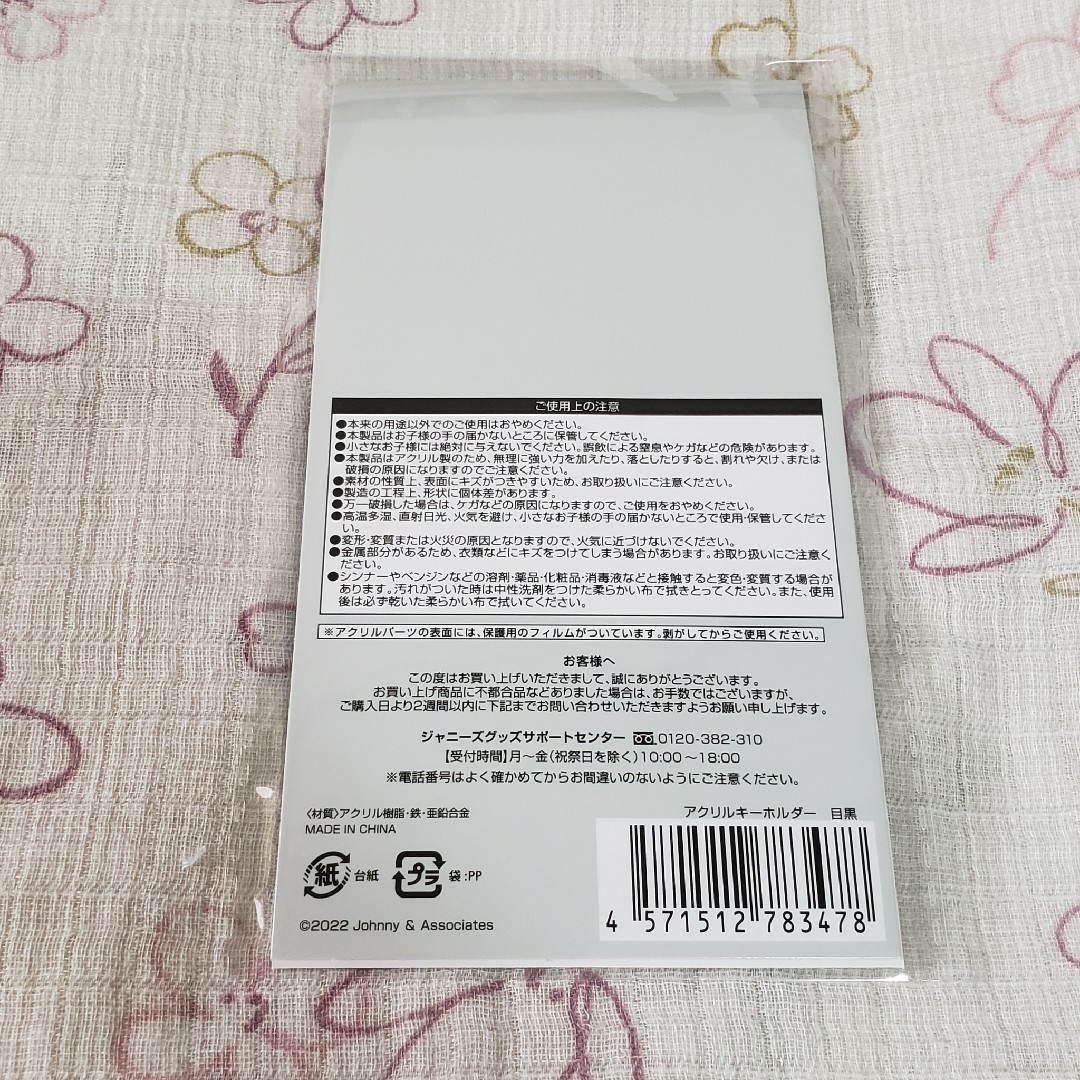 ご使用上の注意
●本来の用途以外でのご使用はおやめください。
●本製品はお子様の手の届かないところに保管してください。
●小さなお子様には絶対に与えないでください。誤飲による窒息やケガなどの危険があります。
●本製品はアクリル製のため、無理に強い力を加えたり、落としたりすると、割れや欠け、または
破損の原因になりますのでご注意ください。
●素材の性質上、表面にキズがつきやすいため、お取り扱いにご注意ください。
●製造の工程上、形状に個体差があります。
●万一破損した場合は、ケガなどの原因になりますので、ご使用をおやめください。
●高温多湿、直射日光、火気を避け、小さなお子様の手の届かないところで使用・保管してくださ
い。
●変形・変質または火災の原因となりますので、火気に近づけないでください。
●金属部分があるため、衣類などにキズをつけてしまう場合があります。お取り扱いにご注意く
ださい。
●シンナーやベンジンなどの溶剤・薬品・化粧品・消毒液などと接触すると変色・変質する場合が
あります。汚れがついた時は中性洗剤をつけた柔らかい布で拭きとってください。また、使用
後は必ず乾いた柔らかい布で拭いてください。
※アクリルパーツの表面には、保護用のフィルムがついています。剥がしてからご使用ください。
お客様へ
この度はお買い上げいただきまして、誠にありがとうございます。
お買い上げ商品に不都合品などありました場合は、お手数ではございますが、
ご購入日より2週間以内に下記までお問い合わせいただきますようお願い申し上げます。
ジャニーズグッズサポートセンター 0120-382-310
【受付時間】月〜金(祝祭日を除く)10:00〜18:00
※電話番号はよく確かめてからお間違いのないようにご注意ください。
〈材質〉アクリル樹脂・鉄・亜鉛合金
MADE IN CHINA
アクリルキーホルダー 目黒
紙 台紙 プラ 袋:PP
4 571512 783478
©2022 Johnny & Associates